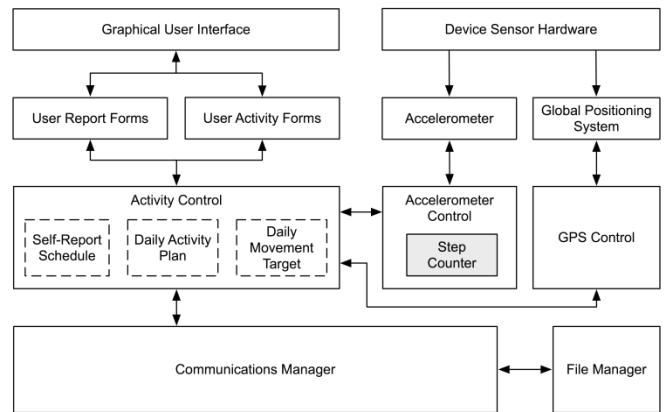 Graphical User Interface
Device Sensor Hardware
User Report Forms
User Activity Forms
Accelerometer
Global Positioning
System
Activity Control
Self-Report
Schedule
Daily Activity
Plan
Daily
Movement
Target
Accelerometer
Control
Step
Counter
GPS Control
Communications Manager
File Manager